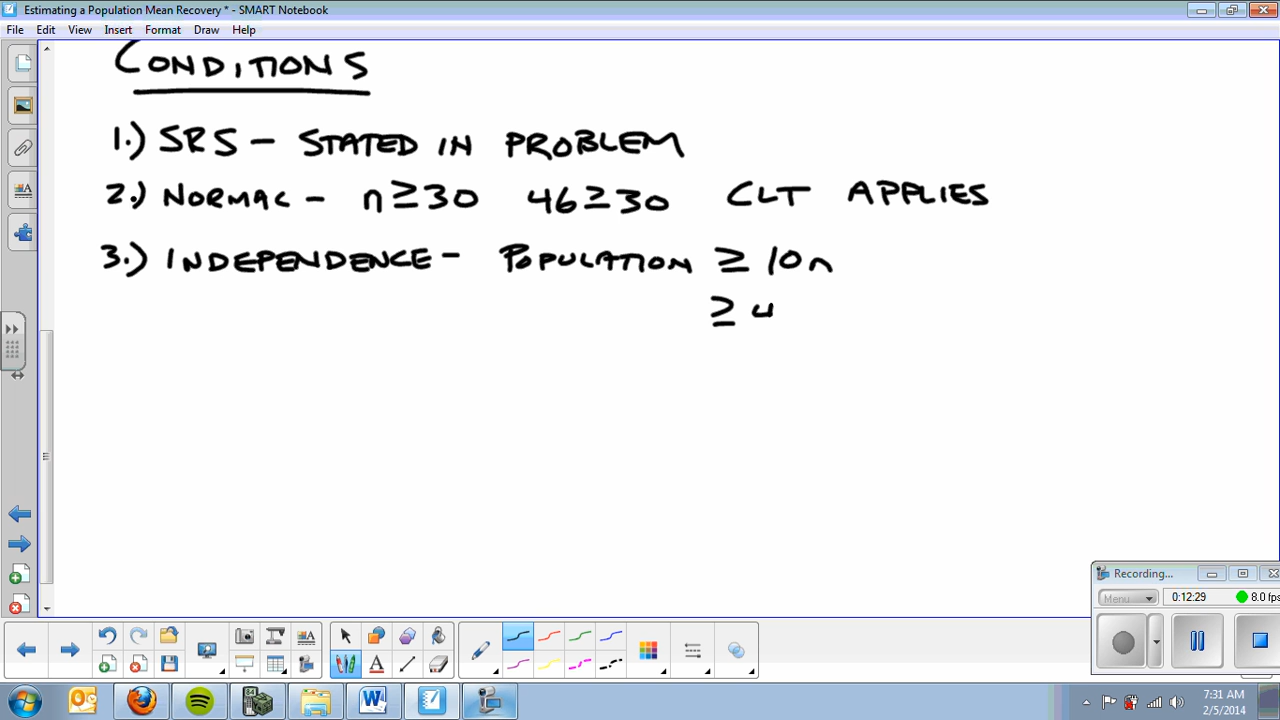 Estimating a Population Mean Recovery * - SMART Notebook
File Edit View Insert Format Draw Help
CONDITIONS
1.) SRS - STATED IN PROBLEM
2.) NORMAL - n ≥ 30 46 ≥ 30 CLT APPLIES
3.) INDEPENDENCE - POPULATION ≥ 10n
≥ 4
Recording...
Menu 0:12:29 8.0 fps
7:31 AM
2/5/2014